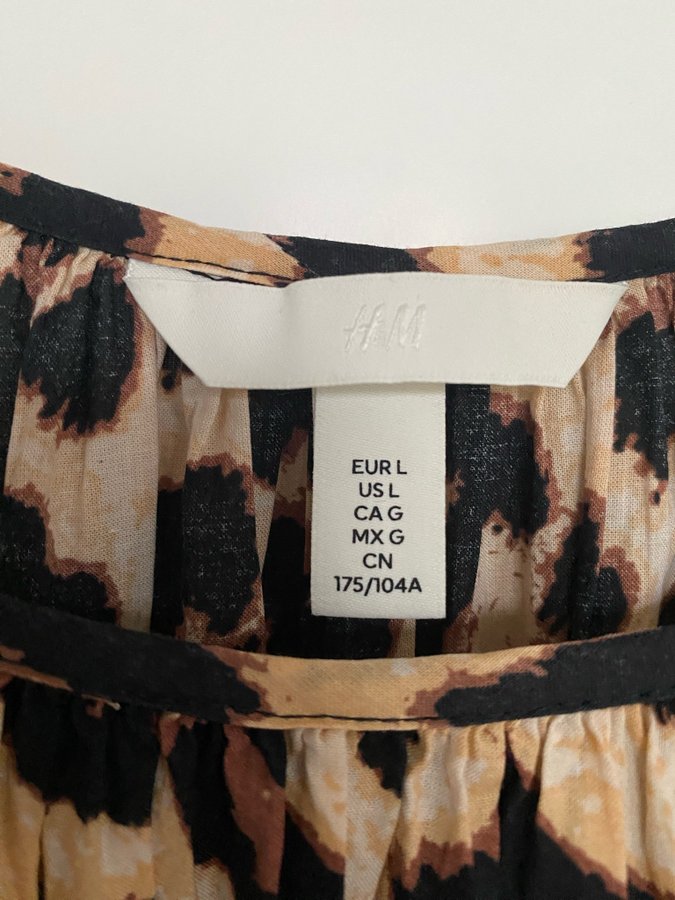 H&M
EUR L
US L
CA G
MX G
CN
175/104A